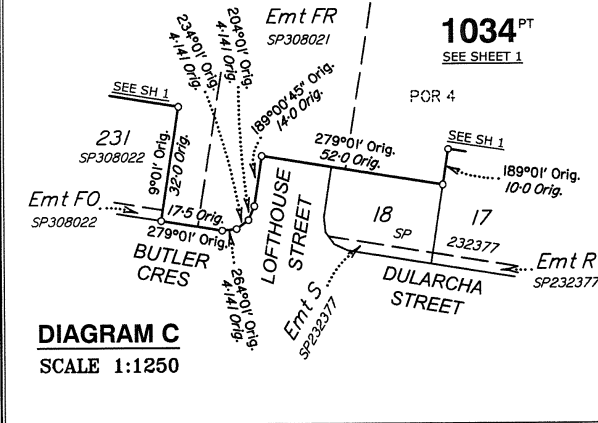 Emt FR
SP308021
1034 PT
SEE SHEET 1
POR 4
234°01' Orig.
4·141 Orig.
204°01' Orig.
4·141 Orig.
189°00'45" Orig.
14·0 Orig.
279°01' Orig.
52·0 Orig.
SEE SH 1
189°01' Orig.
10·0 Orig.
SEE SH 1
231
SP308022
9°01' Orig.
32·0 Orig.
Emt FO
SP308022
17·5 Orig.
279°01' Orig.
BUTLER
CRES
264°01' Orig.
4·141 Orig.
LOFTHOUSE
STREET
18
SP
17
232377
Emt S
SP232377
DULARCHA
STREET
Emt R
SP232377
DIAGRAM C
SCALE 1:1250